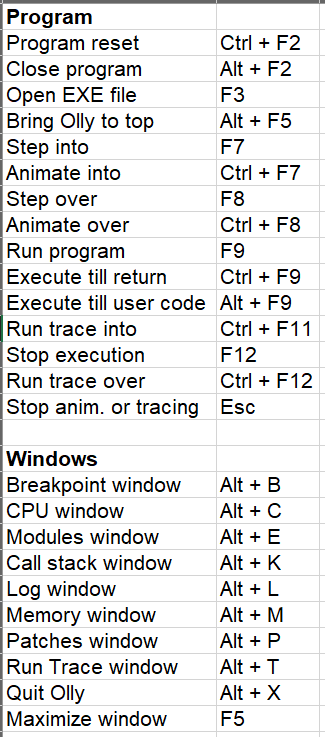 Program
Program reset Ctrl + F2
Close program Alt + F2
Open EXE file F3
Bring Olly to top Alt + F5
Step into F7
Animate into Ctrl + F7
Step over F8
Animate over Ctrl + F8
Run program F9
Execute till return Ctrl + F9
Execute till user code Alt + F9
Run trace into Ctrl + F11
Stop execution F12
Run trace over Ctrl + F12
Stop anim. or tracing Esc
Windows
Breakpoint window Alt + B
CPU window Alt + C
Modules window Alt + E
Call stack window Alt + K
Log window Alt + L
Memory window Alt + M
Patches window Alt + P
Run Trace window Alt + T
Quit Olly Alt + X
Maximize window F5